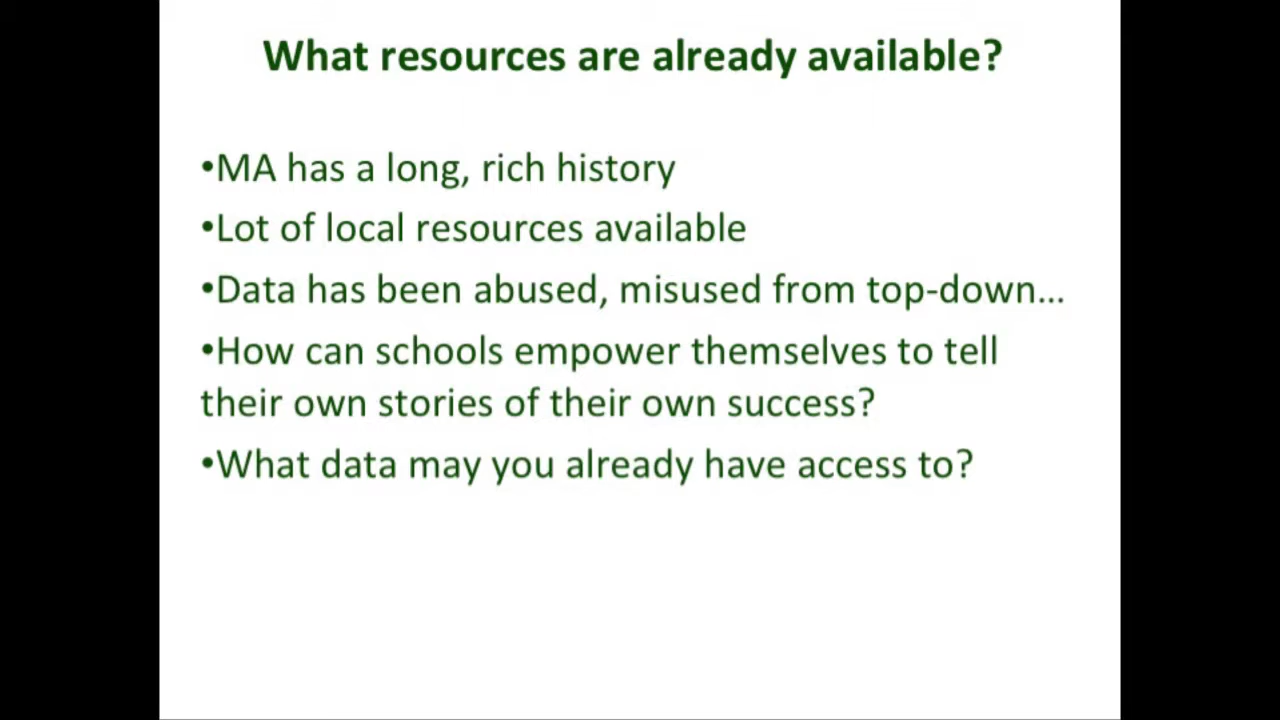 What resources are already available?
•MA has a long, rich history
•Lot of local resources available
•Data has been abused, misused from top-down...
•How can schools empower themselves to tell
their own stories of their own success?
•What data may you already have access to?